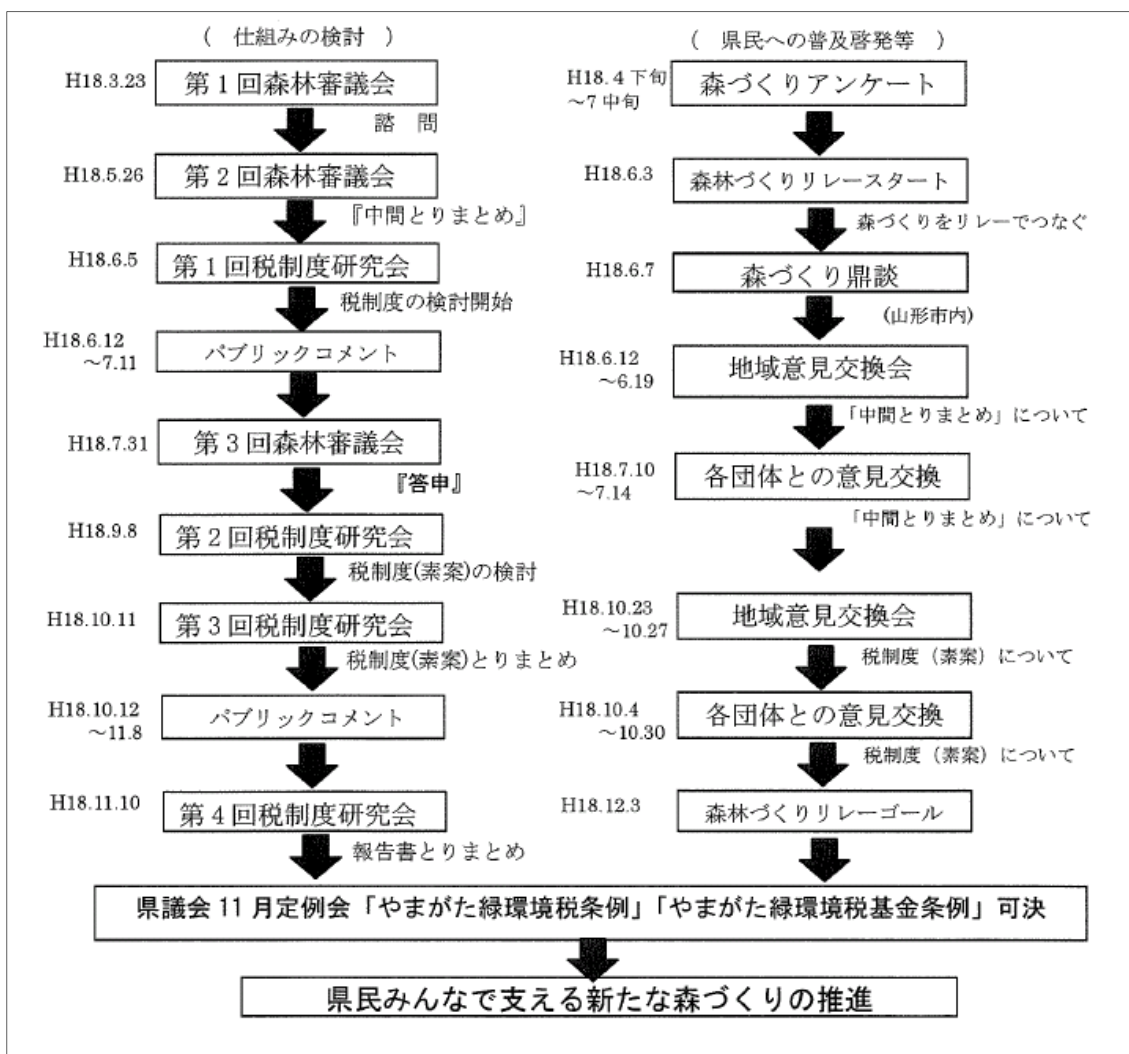 （　仕組みの検討　）
H18.3.23
第1回森林審議会
諮　問
H18.5.26
第2回森林審議会
『中間とりまとめ』
H18.6.5
第1回税制度研究会
税制度の検討開始
H18.6.12
～7.11
パブリックコメント
H18.7.31
第3回森林審議会
『答申』
H18.9.8
第2回税制度研究会
税制度(素案)の検討
H18.10.11
第3回税制度研究会
税制度(素案)とりまとめ
H18.10.12
～11.8
パブリックコメント
H18.11.10
第4回税制度研究会
報告書とりまとめ
（　県民への普及啓発等　）
H18.4下旬
～7中旬
森づくりアンケート
H18.6.3
森林づくりリレースタート
森づくりをリレーでつなぐ
H18.6.7
森づくり鼎談
(山形市内)
H18.6.12
～6.19
地域意見交換会
「中間とりまとめ」について
H18.7.10
～7.14
各団体との意見交換
「中間とりまとめ」について
H18.10.23
～10.27
地域意見交換会
税制度（素案）について
H18.10.4
～10.30
各団体との意見交換
税制度（素案）について
H18.12.3
森林づくりリレーゴール
県議会11月定例会「やまがた緑環境税条例」「やまがた緑環境税基金条例」可決
県民みんなで支える新たな森づくりの推進